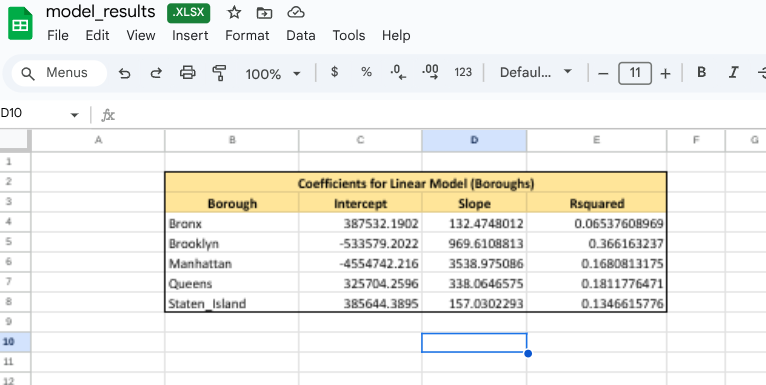 model_results .XLSX
File Edit View Insert Format Data Tools Help
Menus 100% $ % .0 .00 123 Defaul... 11 B I
D10 fx
A B C D E F G
1
2 Coefficients for Linear Model (Boroughs)
3 Borough Intercept Slope Rsquared
4 Bronx 387532.1902 132.4748012 0.06537608969
5 Brooklyn -533579.2022 969.6108813 0.366163237
6 Manhattan -4554742.216 3538.975086 0.1680813175
7 Queens 325704.2596 338.0646575 0.1811776471
8 Staten_Island 385644.3895 157.0302293 0.1346615776
9
10
11
12